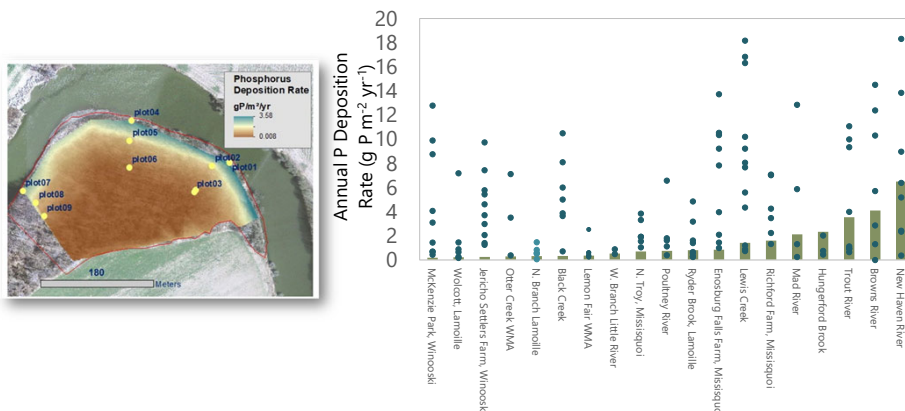 Phosphorus
Deposition Rate
gP/m²/yr
3.58
0.008
plot04
plot05
plot06
plot02
plot01
plot03
plot07
plot08
plot09
180
Meters
Annual P Deposition
Rate (g P m⁻² yr⁻¹)
20
18
16
14
12
10
8
6
4
2
0
McKenzie Park, Winooski
Wolcott, Lamoille
Jericho Settlers Farm, Winoosk
Otter Creek WMA
N. Branch Lamoille
Black Creek
Lemon Fair WMA
W. Branch Little River
N. Troy, Missisquoi
Poultney River
Ryder Brook, Lamoille
Enosburg Falls Farm, Missisquo
Lewis Creek
Richford Farm, Missisquoi
Mad River
Hungerford Brook
Trout River
Browns River
New Haven River